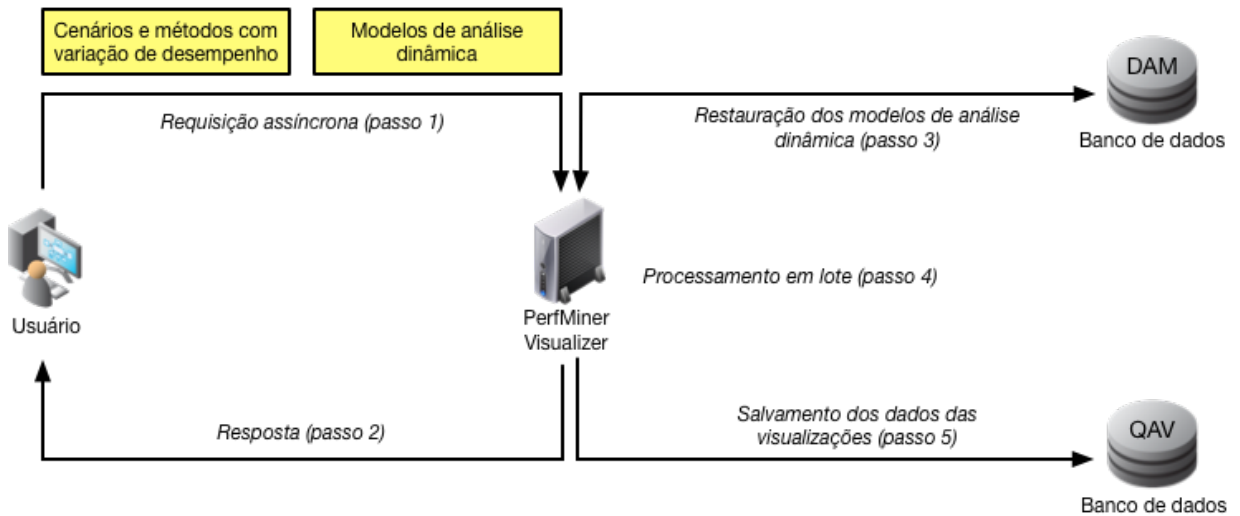 Cenários e métodos com
variação de desempenho
Modelos de análise
dinâmica
DAM
Banco de dados
Requisição assíncrona (passo 1)
Restauração dos modelos de análise
dinâmica (passo 3)
Usuário
PerfMiner
Visualizer
Processamento em lote (passo 4)
Resposta (passo 2)
Salvamento dos dados das
visualizações (passo 5)
QAV
Banco de dados